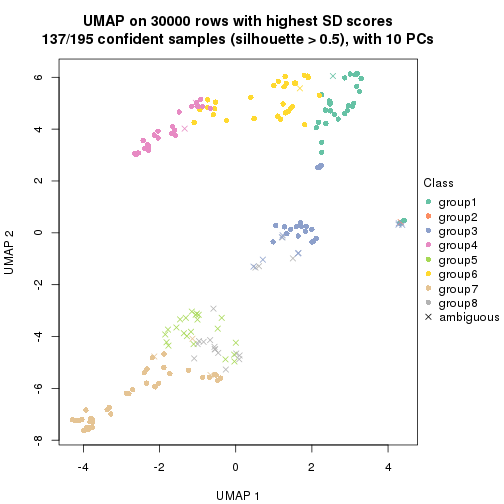 UMAP on 30000 rows with highest SD scores
137/195 confident samples (silhouette > 0.5), with 10 PCs
6
4
2
0
-2
-4
-6
-8
UMAP 2
-4
-2
0
2
4
UMAP 1
Class
group1
group2
group3
group4
group5
group6
group7
group8
ambiguous